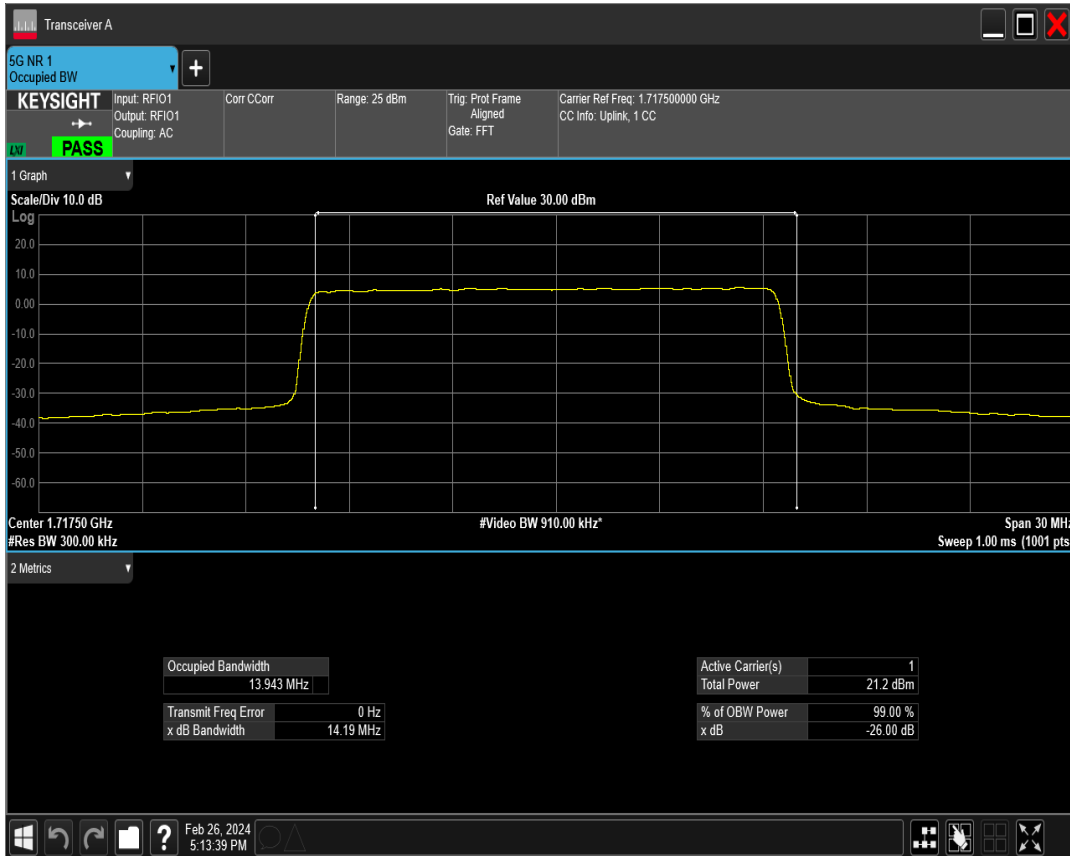 Transceiver A
5G NR 1
Occupied BW
KEYSIGHT
LXI
PASS
Input: RFIO1
Output: RFIO1
Coupling: AC
Corr CCorr
Range: 25 dBm
Trig: Prot Frame
Aligned
Gate: FFT
Carrier Ref Freq: 1.717500000 GHz
CC Info: Uplink, 1 CC
1 Graph
Scale/Div 10.0 dB
Ref Value 30.00 dBm
Log
20.0
10.0
0.00
-10.0
-20.0
-30.0
-40.0
-50.0
-60.0
Center 1.71750 GHz
#Video BW 910.00 kHz*
Span 30 MHz
#Res BW 300.00 kHz
Sweep 1.00 ms (1001 pts
2 Metrics
Occupied Bandwidth
13.943 MHz
Transmit Freq Error 0 Hz
x dB Bandwidth 14.19 MHz
Active Carrier(s) 1
Total Power 21.2 dBm
% of OBW Power 99.00 %
x dB -26.00 dB
?
Feb 26, 2024
5:13:39 PM